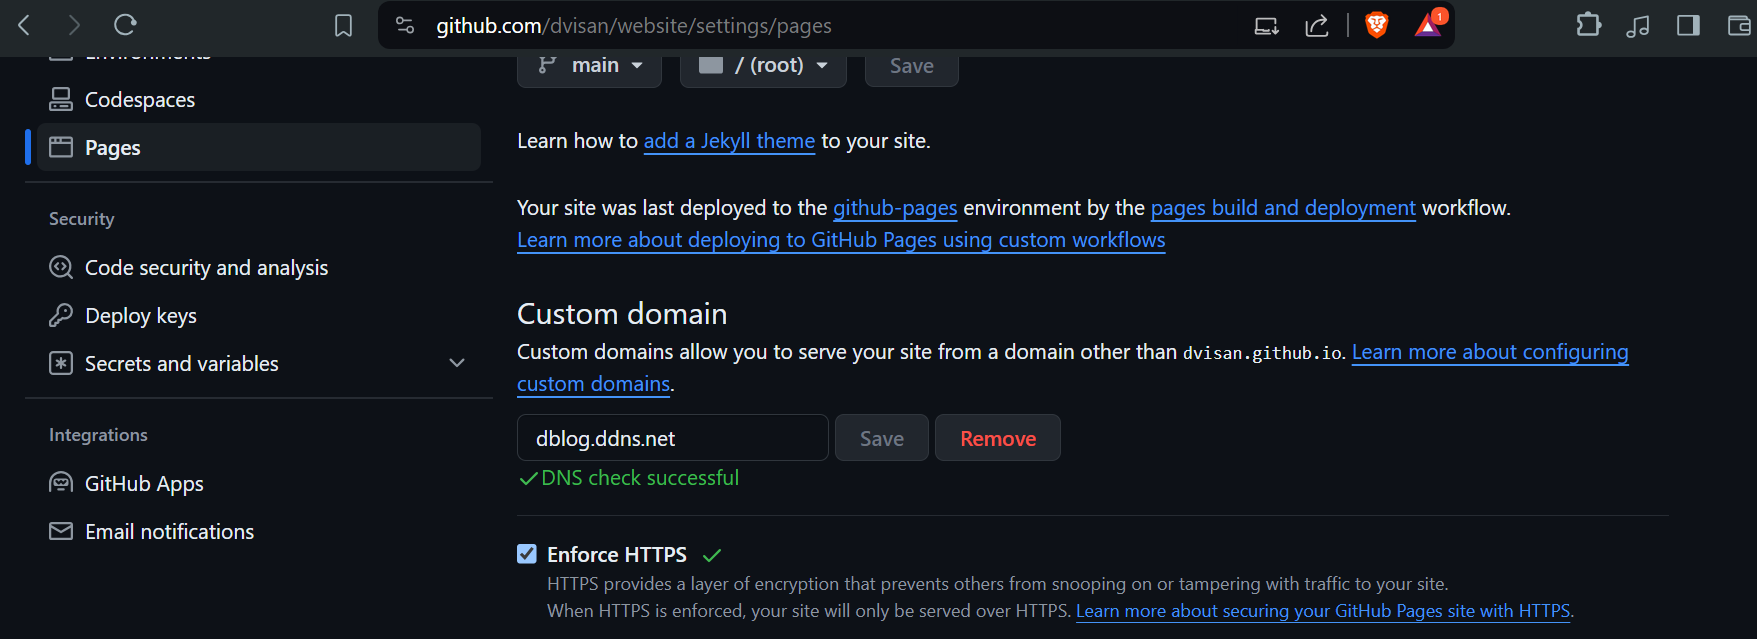 github.com/dvisan/website/settings/pages
1
Environments
Codespaces
Pages
Security
Code security and analysis
Deploy keys
Secrets and variables
Integrations
GitHub Apps
Email notifications
main
/ (root)
Save
Learn how to add a Jekyll theme to your site.
Your site was last deployed to the github-pages environment by the pages build and deployment workflow.
Learn more about deploying to GitHub Pages using custom workflows
Custom domain
Custom domains allow you to serve your site from a domain other than dvisan.github.io. Learn more about configuring
custom domains.
dblog.ddns.net
Save
Remove
DNS check successful
Enforce HTTPS
HTTPS provides a layer of encryption that prevents others from snooping on or tampering with traffic to your site.
When HTTPS is enforced, your site will only be served over HTTPS. Learn more about securing your GitHub Pages site with HTTPS.